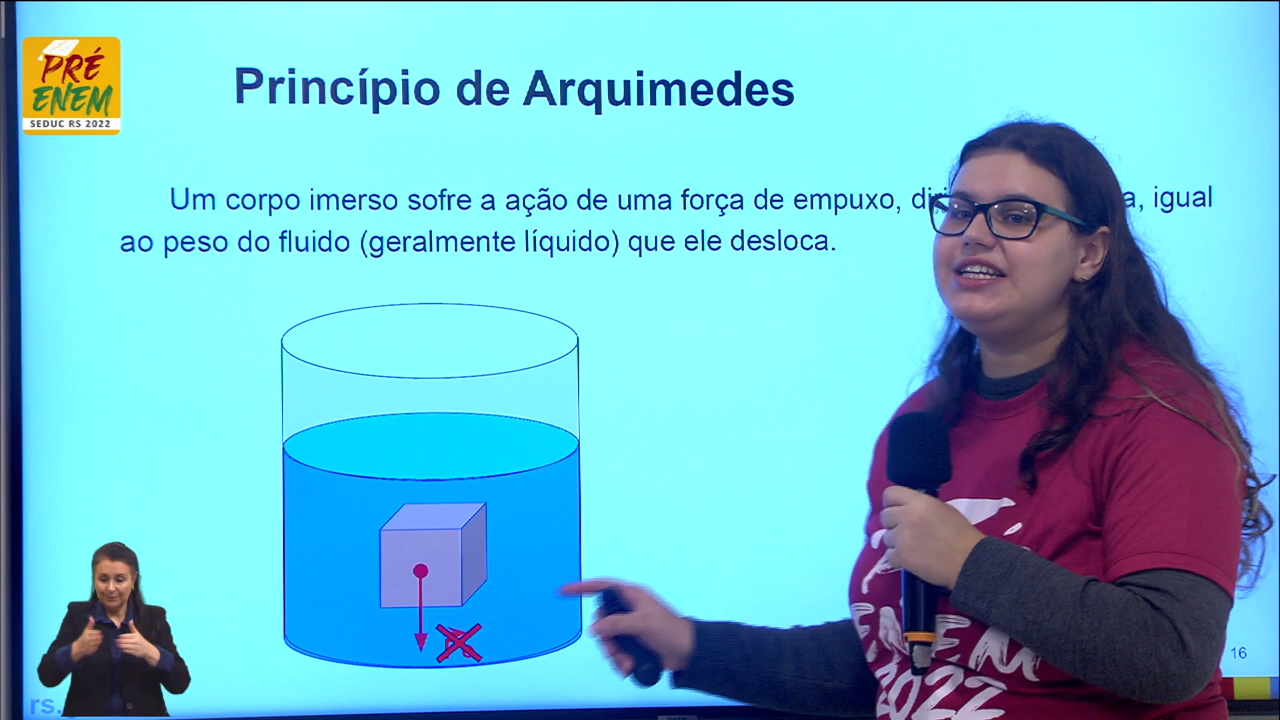 PRÉ
ENEM
SEDUC RS 2022
Princípio de Arquimedes
Um corpo imerso sofre a ação de uma força de empuxo, igual
ao peso do fluido (geralmente líquido) que ele desloca.
16
rs.
2022